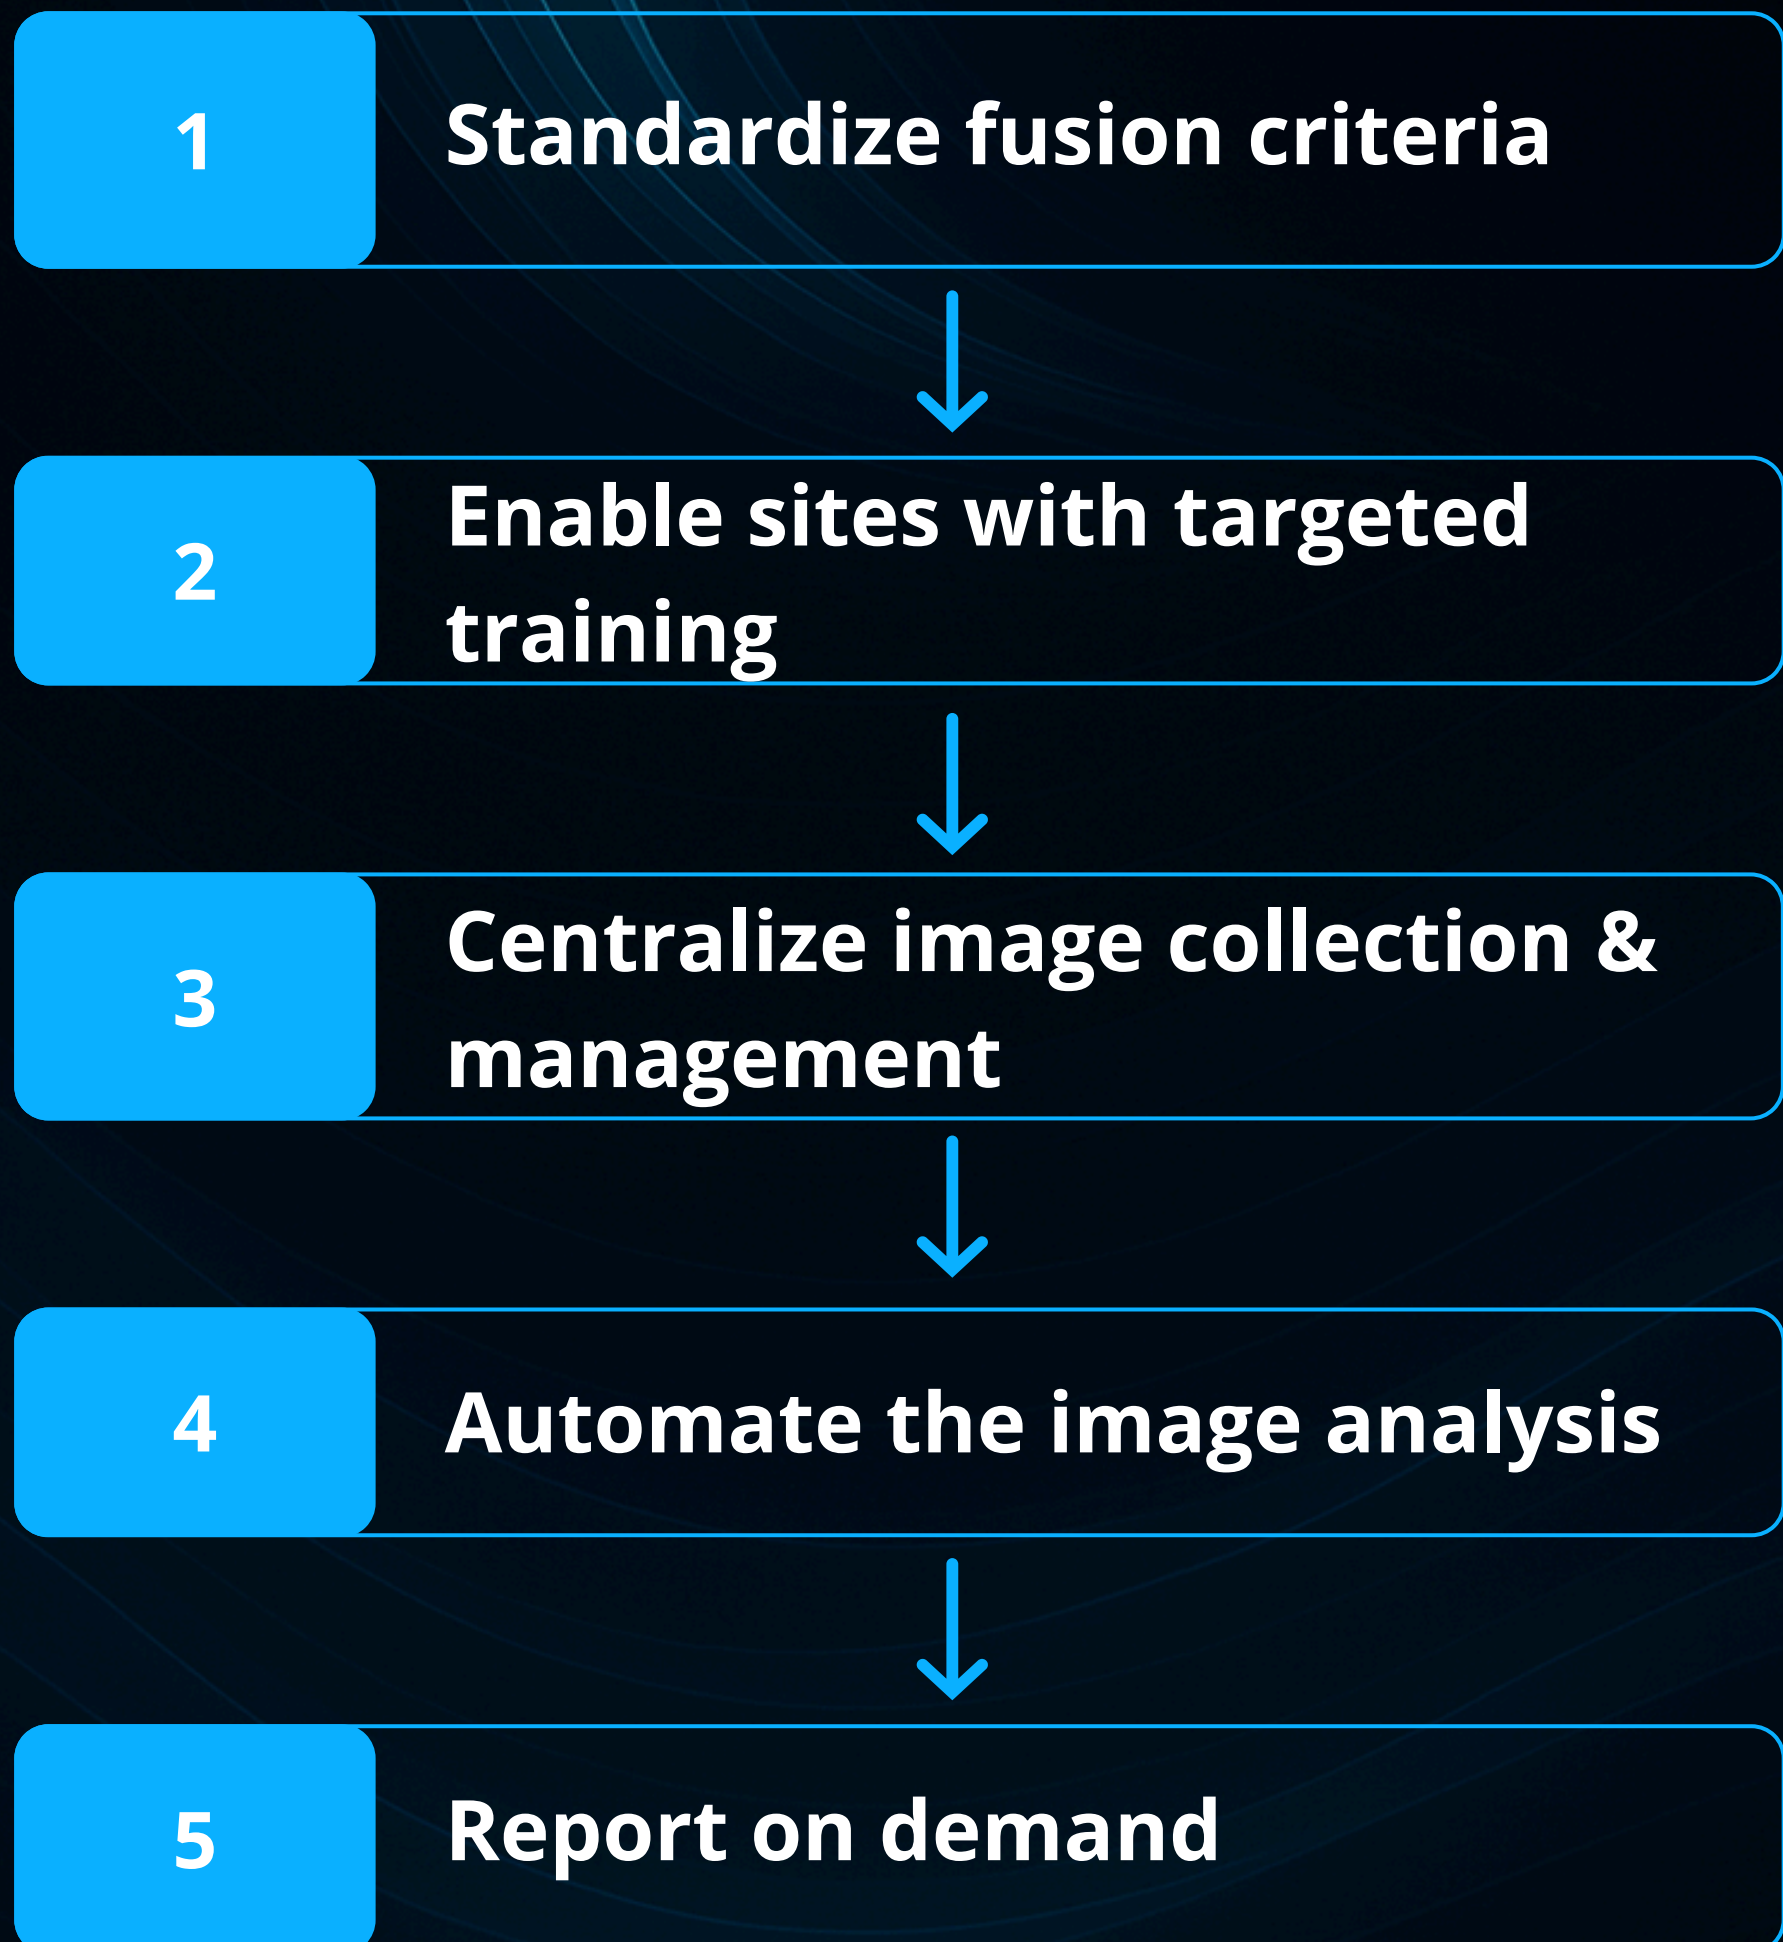 1
Standardize fusion criteria
2
Enable sites with targeted
training
3
Centralize image collection &
management
4
Automate the image analysis
5
Report on demand